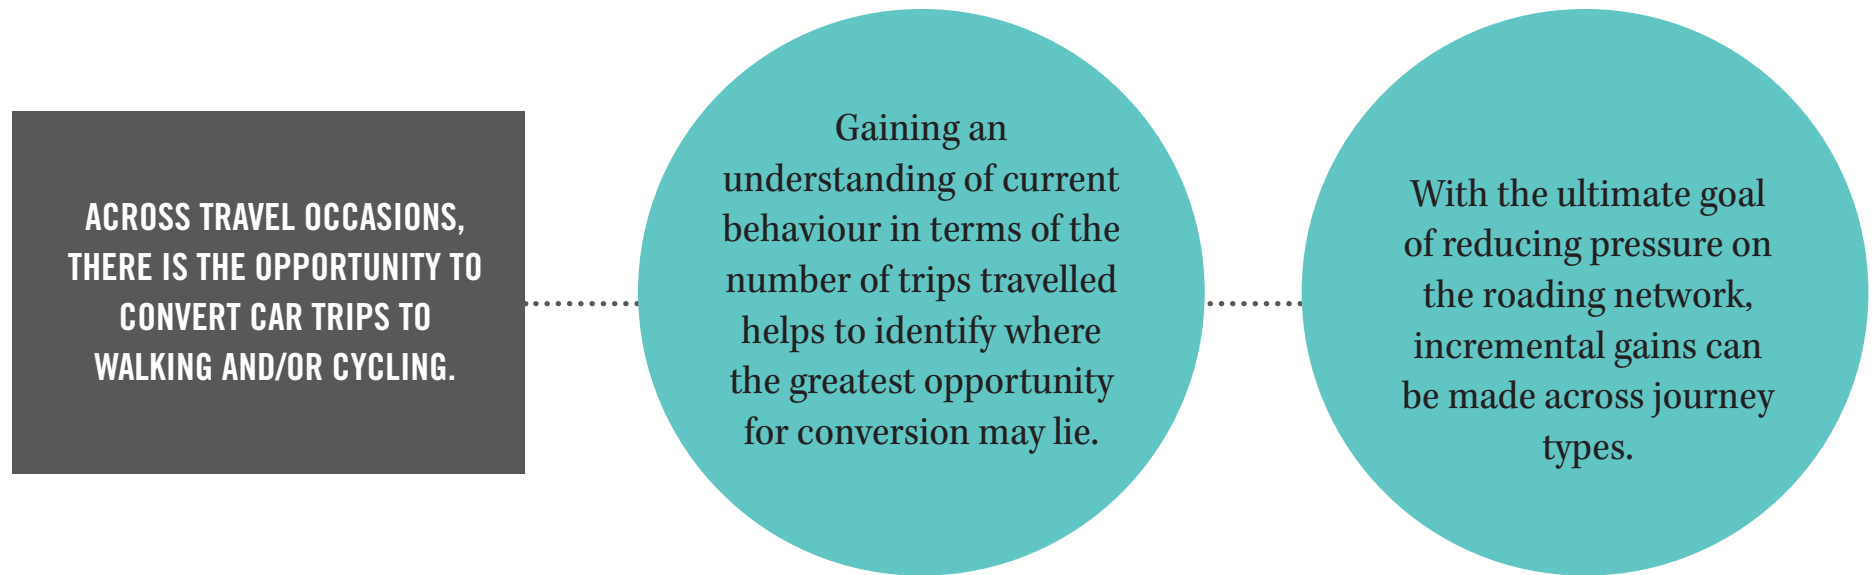 ACROSS TRAVEL OCCASIONS,
THERE IS THE OPPORTUNITY TO
CONVERT CAR TRIPS TO
WALKING AND/OR CYCLING.
Gaining an
understanding of current
behaviour in terms of the
number of trips travelled
helps to identify where
the greatest opportunity
for conversion may lie.
With the ultimate goal
of reducing pressure on
the roading network,
incremental gains can
be made across journey
types.